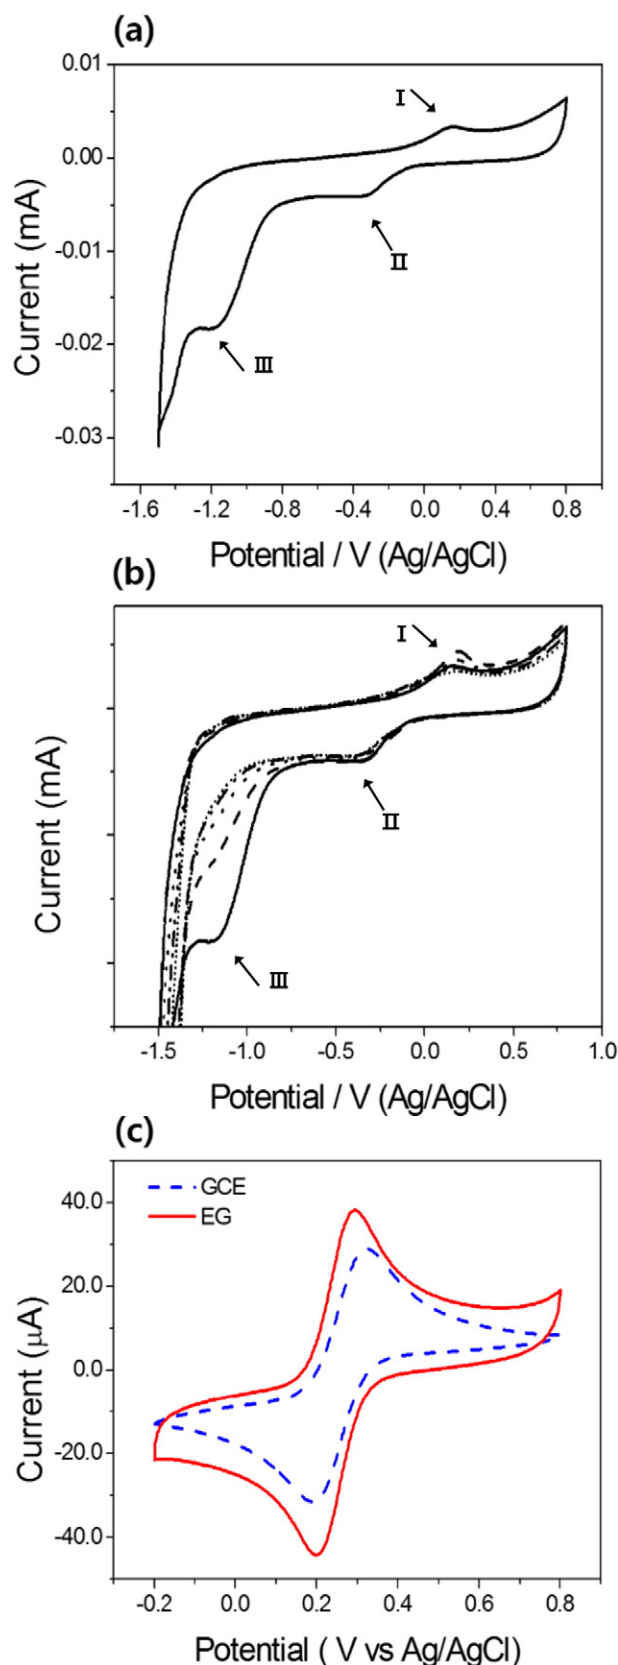 (a)
0.01
0.00
-0.01
-0.02
-0.03
Current (mA)
I
II
III
-1.6 -1.2 -0.8 -0.4 0.0 0.4 0.8
Potential / V (Ag/AgCl)
(b)
Current (mA)
I
II
III
-1.5 -1.0 -0.5 0.0 0.5 1.0
Potential / V (Ag/AgCl)
(c)
GCE
EG
40.0
20.0
0.0
-20.0
-40.0
Current (μA)
-0.2 0.0 0.2 0.4 0.6 0.8
Potential ( V vs Ag/AgCl)